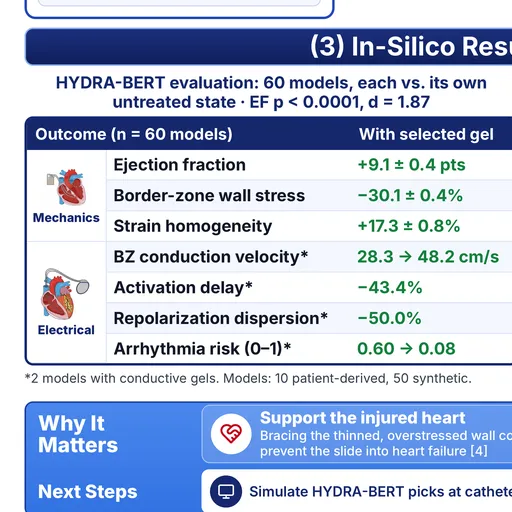 (3) In-Silico Resu
HYDRA-BERT evaluation: 60 models, each vs. its own
untreated state · EF p < 0.0001, d = 1.87
Outcome (n = 60 models) With selected gel
Mechanics
Ejection fraction +9.1 ± 0.4 pts
Border-zone wall stress −30.1 ± 0.4%
Strain homogeneity +17.3 ± 0.8%
Electrical
BZ conduction velocity* 28.3 → 48.2 cm/s
Activation delay* −43.4%
Repolarization dispersion* −50.0%
Arrhythmia risk (0–1)* 0.60 → 0.08
*2 models with conductive gels. Models: 10 patient-derived, 50 synthetic.
Why It
Matters
Support the injured heart
Bracing the thinned, overstressed wall co
prevent the slide into heart failure [4]
Next Steps
Simulate HYDRA-BERT picks at cathete